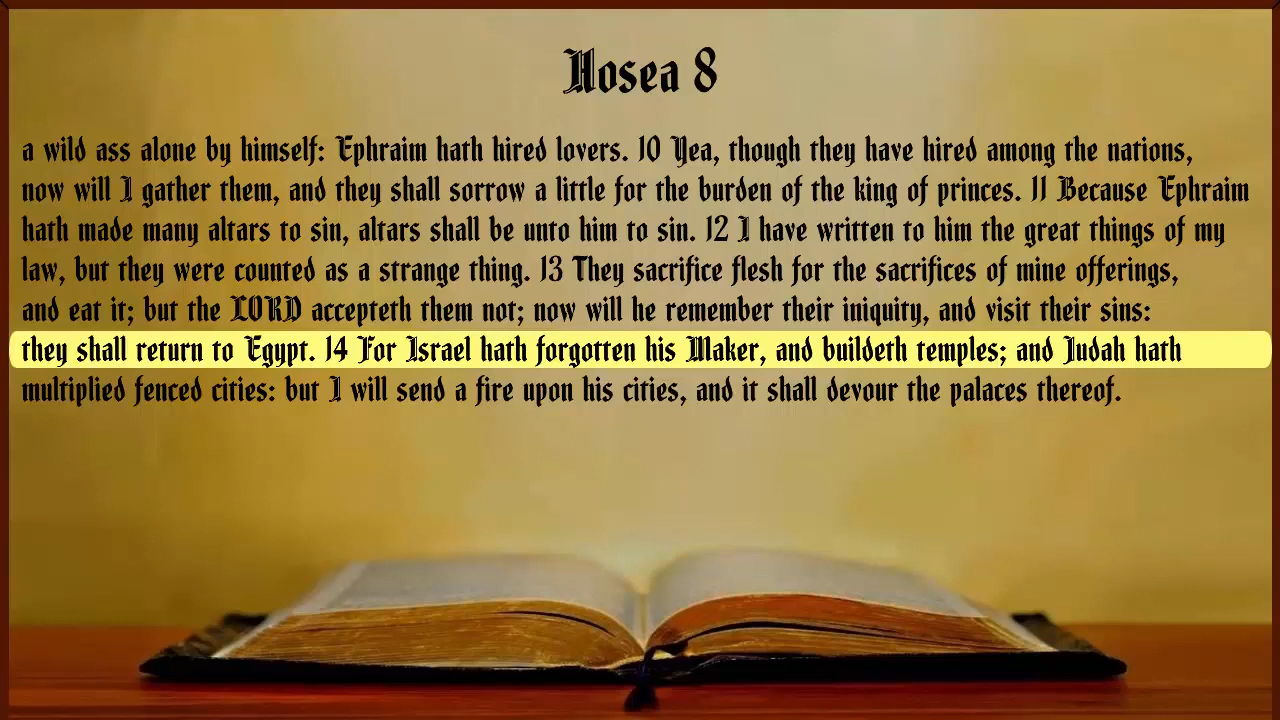 Hosea 8
a wild ass alone by himself: Ephraim hath hired lovers. 10 Yea, though they have hired among the nations,
now will I gather them, and they shall sorrow a little for the burden of the king of princes. 11 Because Ephraim
hath made many altars to sin, altars shall be unto him to sin. 12 I have written to him the great things of my
law, but they were counted as a strange thing. 13 They sacrifice flesh for the sacrifices of mine offerings,
and eat it; but the LORD accepteth them not; now will he remember their iniquity, and visit their sins:
they shall return to Egypt. 14 For Israel hath forgotten his Maker, and buildeth temples; and Judah hath
multiplied fenced cities: but I will send a fire upon his cities, and it shall devour the palaces thereof.